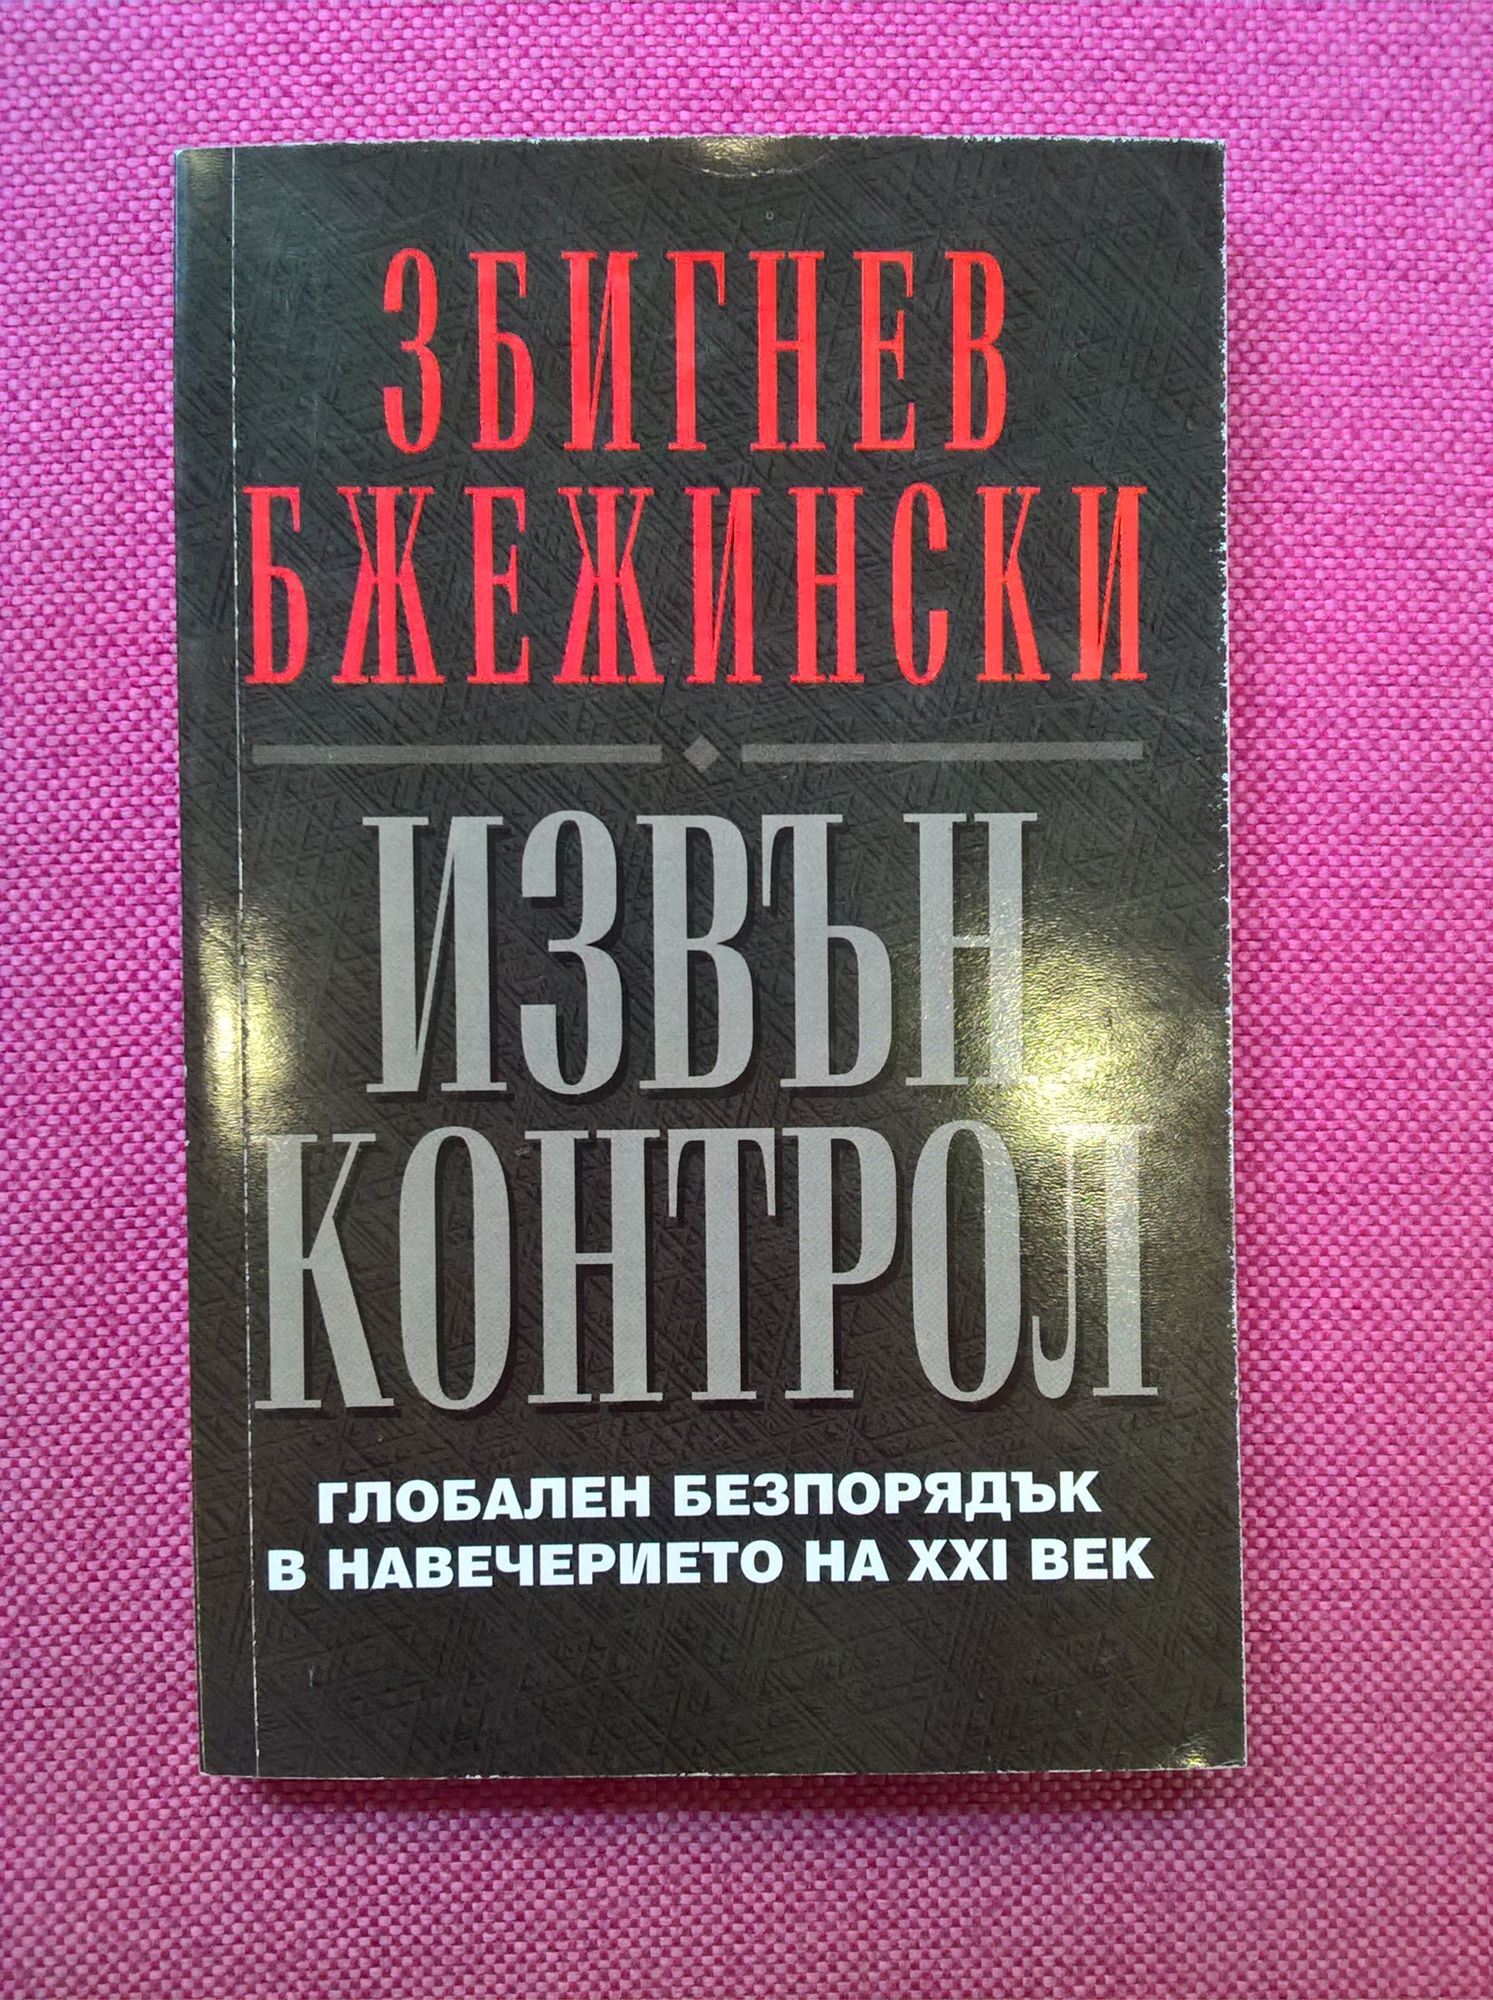 ЗБИГНЕВ
БЖЕЖИНСКИ
ИЗВЪН
КОНТРОЛ
ГЛОБАЛЕН БЕЗПОРЯДЪК
В НАВЕЧЕРИЕТО НА XXI ВЕК